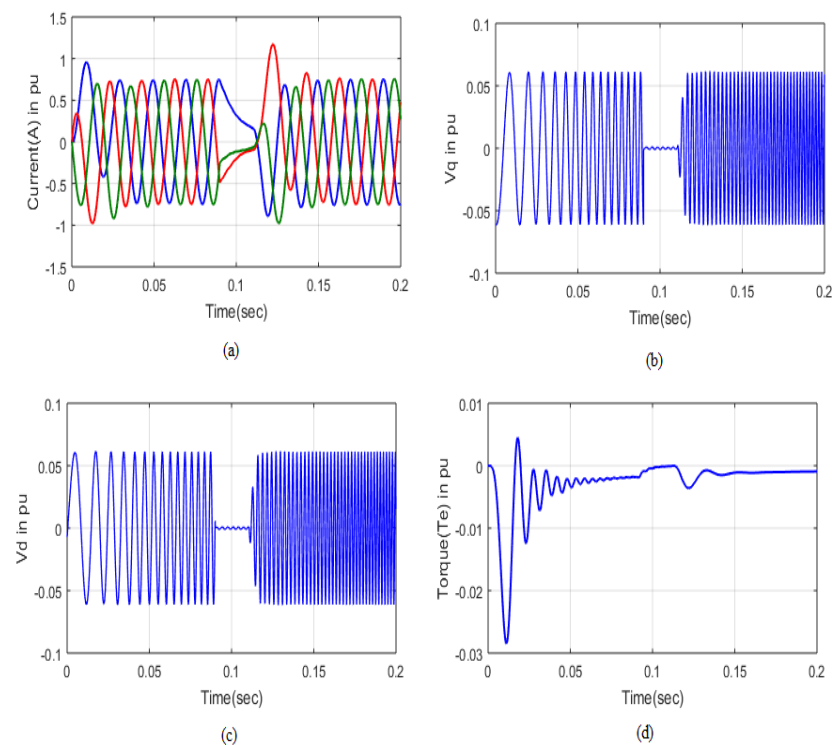 1.5
1
0.5
0
-0.5
-1
-1.5
Current(A) in pu
0 0.05 0.1 0.15 0.2
Time(sec)
(a)
0.1
0.05
0
-0.05
-0.1
Vq in pu
0 0.05 0.1 0.15 0.2
Time(sec)
(b)
0.1
0.05
0
-0.05
-0.1
Vd in pu
0 0.05 0.1 0.15 0.2
Time(sec)
(c)
0.01
0
-0.01
-0.02
-0.03
Torque(Te) in pu
0 0.05 0.1 0.15 0.2
Time(sec)
(d)